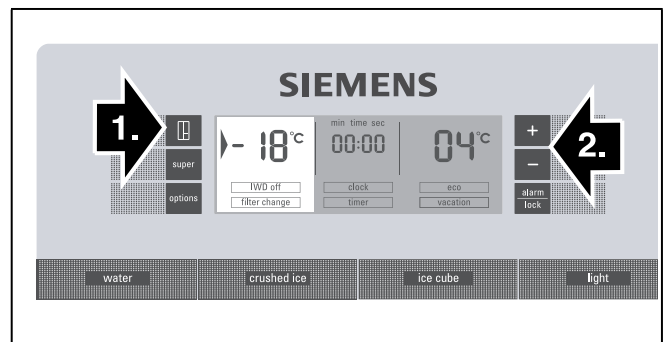 SIEMENS
1.
super
options
- 18°C
IWD off
filter change
min time sec
00:00
clock
timer
04°C
eco
vacation
+
-
alarm
lock
2.
water
crushed ice
ice cube
light